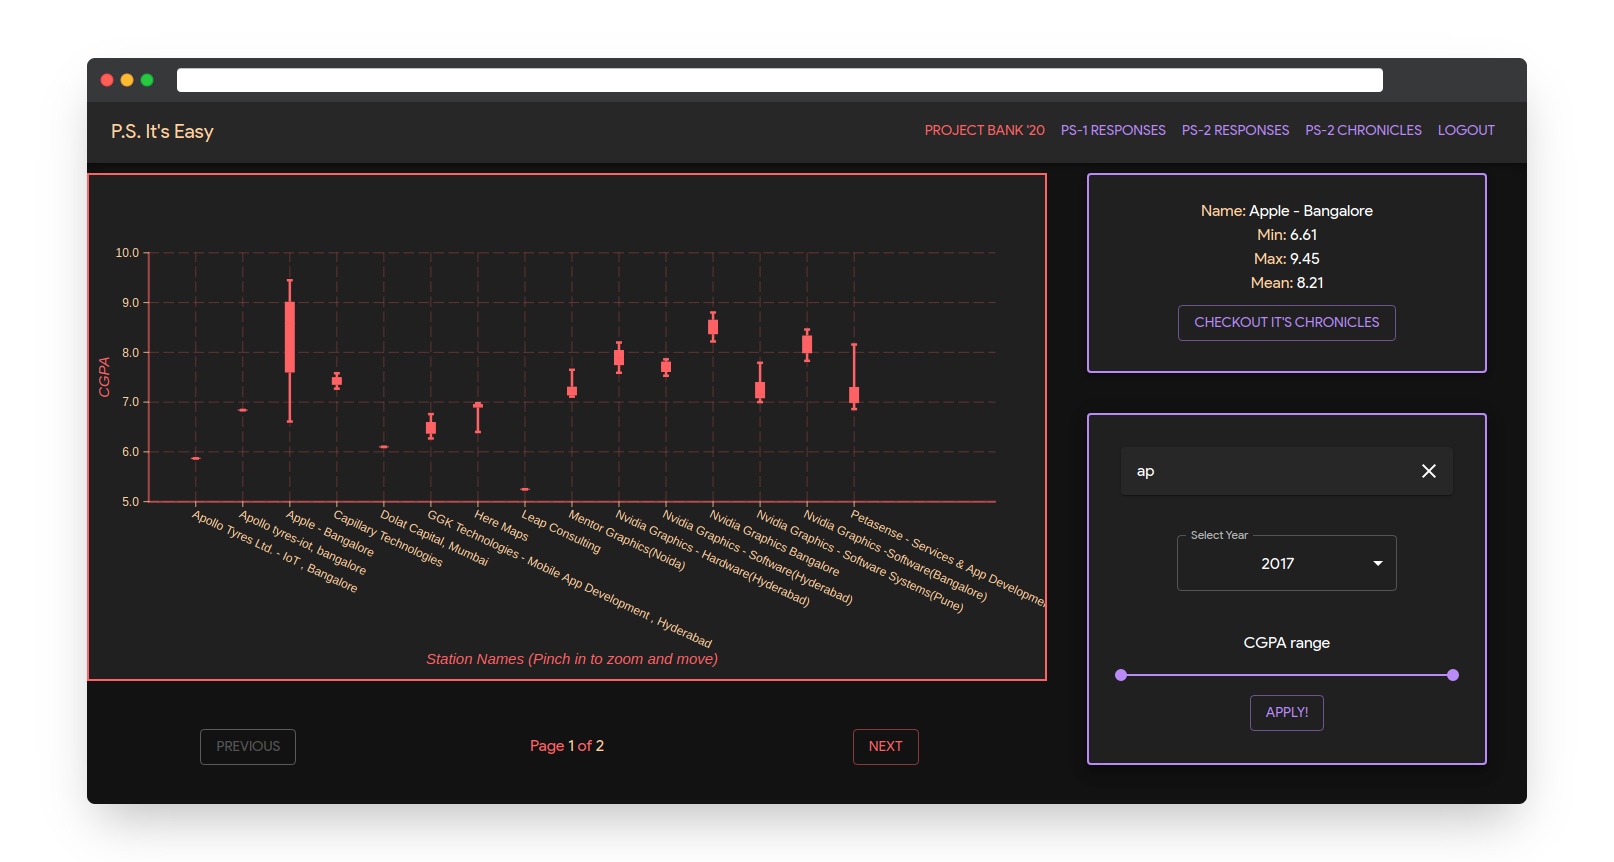 P.S. It's Easy
PROJECT BANK '20
PS-1 RESPONSES
PS-2 RESPONSES
PS-2 CHRONICLES
LOGOUT
10.0
9.0
8.0
7.0
6.0
5.0
CGPA
Apollo Tyres Ltd. - IoT , Bangalore
Apollo tyres-iot, bangalore
Apple - Bangalore
Capillary Technologies
Dolat Capital, Mumbai
GGK Technologies - Mobile App Development , Hyderabad
Here Maps
Leap Consulting
Mentor Graphics(Noida)
Nvidia Graphics - Hardware(Hyderabad)
Nvidia Graphics - Software(Hyderabad)
Nvidia Graphics Bangalore
Nvidia Graphics - Software Systems(Pune)
Nvidia Graphics -Software(Bangalore)
Petasense - Services & App Developme
Station Names (Pinch in to zoom and move)
PREVIOUS
Page 1 of 2
NEXT
Name: Apple - Bangalore
Min: 6.61
Max: 9.45
Mean: 8.21
CHECKOUT IT'S CHRONICLES
ap
Select Year
2017
CGPA range
APPLY!